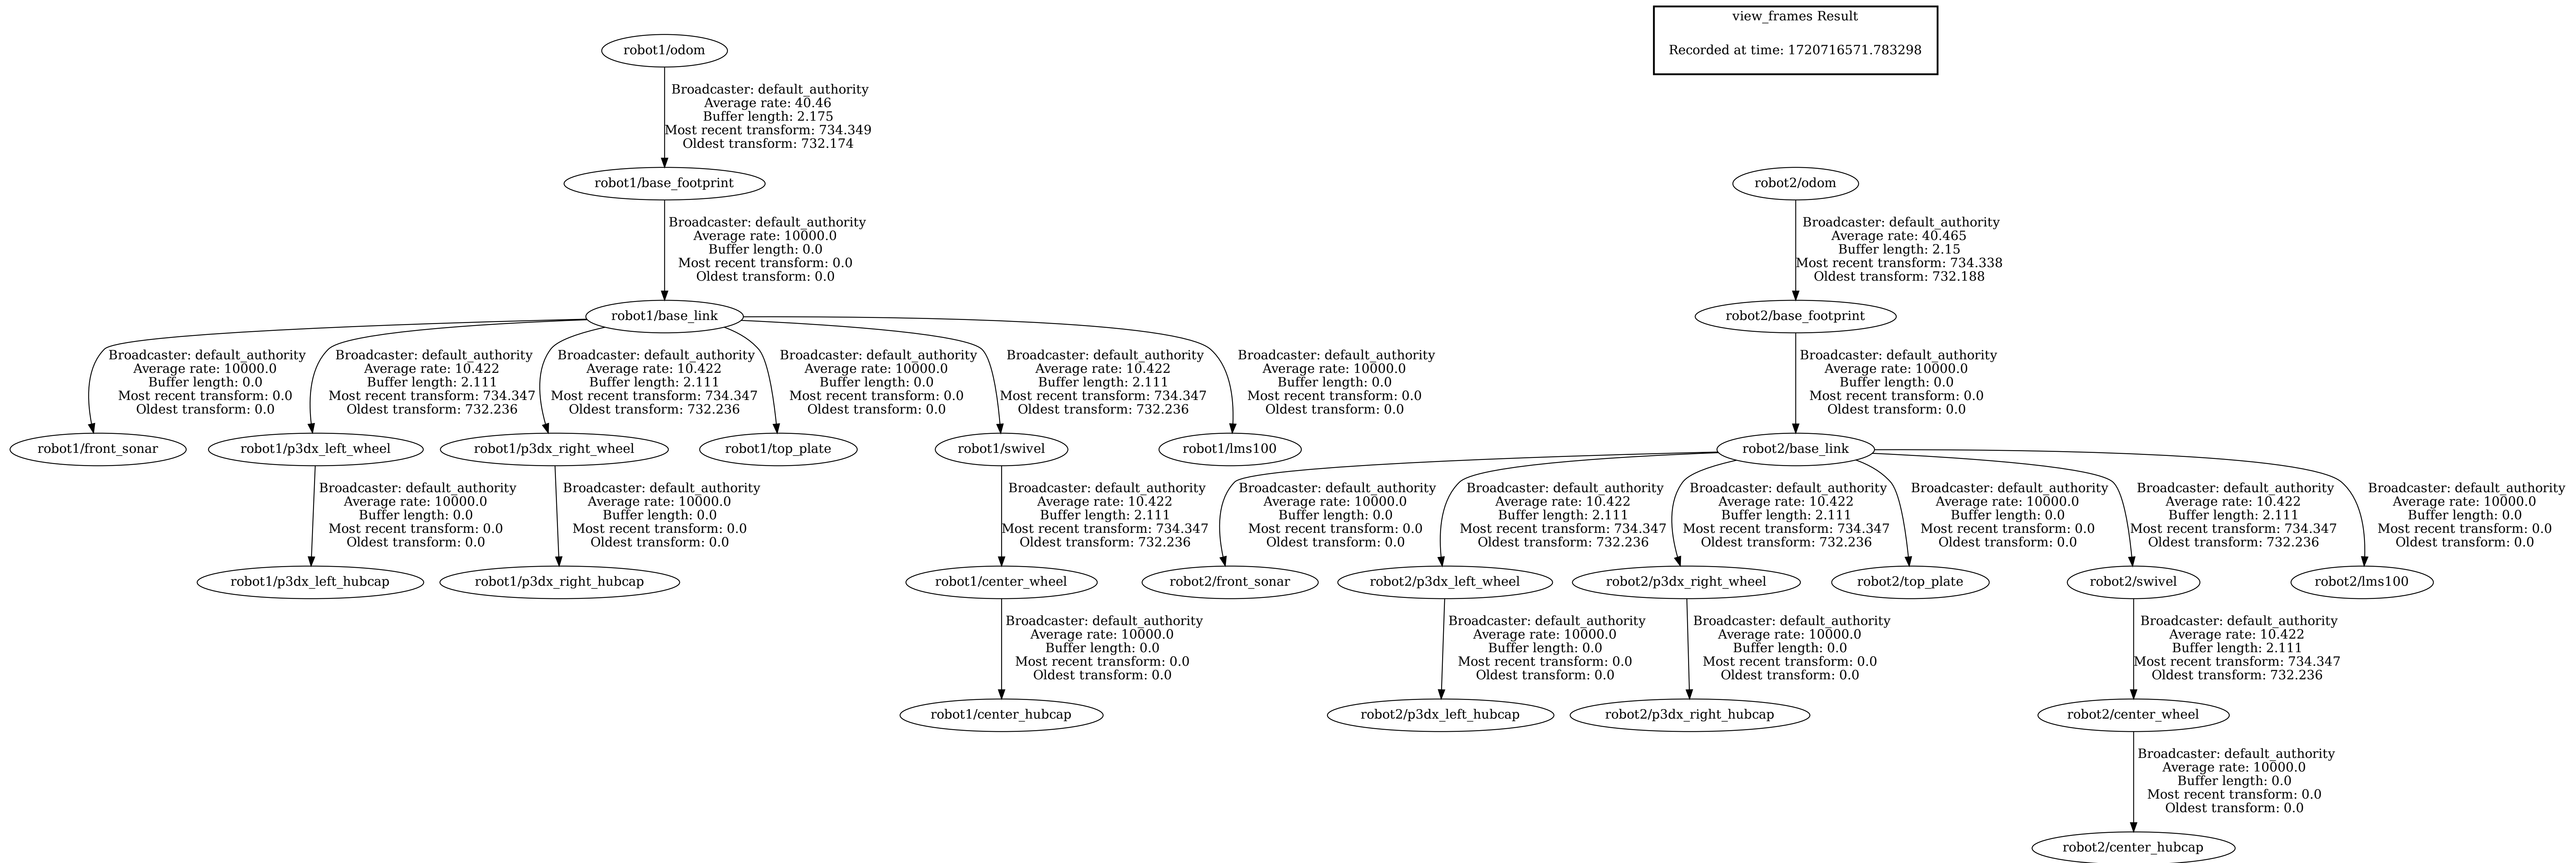 view_frames Result
Recorded at time: 1720716571.783298
robot1/odom
Broadcaster: default_authority
Average rate: 40.46
Buffer length: 2.175
Most recent transform: 734.349
Oldest transform: 732.174
robot1/base_footprint
Broadcaster: default_authority
Average rate: 10000.0
Buffer length: 0.0
Most recent transform: 0.0
Oldest transform: 0.0
robot1/base_link
Broadcaster: default_authority
Average rate: 10000.0
Buffer length: 0.0
Most recent transform: 0.0
Oldest transform: 0.0
robot1/front_sonar
Broadcaster: default_authority
Average rate: 10.422
Buffer length: 2.111
Most recent transform: 734.347
Oldest transform: 732.236
robot1/p3dx_left_wheel
Broadcaster: default_authority
Average rate: 10.422
Buffer length: 2.111
Most recent transform: 734.347
Oldest transform: 732.236
robot1/p3dx_right_wheel
Broadcaster: default_authority
Average rate: 10000.0
Buffer length: 0.0
Most recent transform: 0.0
Oldest transform: 0.0
robot1/top_plate
Broadcaster: default_authority
Average rate: 10.422
Buffer length: 2.111
Most recent transform: 734.347
Oldest transform: 732.236
robot1/swivel
Broadcaster: default_authority
Average rate: 10000.0
Buffer length: 0.0
Most recent transform: 0.0
Oldest transform: 0.0
robot1/lms100
Broadcaster: default_authority
Average rate: 10000.0
Buffer length: 0.0
Most recent transform: 0.0
Oldest transform: 0.0
robot1/p3dx_left_hubcap
Broadcaster: default_authority
Average rate: 10000.0
Buffer length: 0.0
Most recent transform: 0.0
Oldest transform: 0.0
robot1/p3dx_right_hubcap
Broadcaster: default_authority
Average rate: 10.422
Buffer length: 2.111
Most recent transform: 734.347
Oldest transform: 732.236
robot1/center_wheel
Broadcaster: default_authority
Average rate: 10000.0
Buffer length: 0.0
Most recent transform: 0.0
Oldest transform: 0.0
robot1/center_hubcap
robot2/odom
Broadcaster: default_authority
Average rate: 40.465
Buffer length: 2.15
Most recent transform: 734.338
Oldest transform: 732.188
robot2/base_footprint
Broadcaster: default_authority
Average rate: 10000.0
Buffer length: 0.0
Most recent transform: 0.0
Oldest transform: 0.0
robot2/base_link
Broadcaster: default_authority
Average rate: 10000.0
Buffer length: 0.0
Most recent transform: 0.0
Oldest transform: 0.0
robot2/front_sonar
Broadcaster: default_authority
Average rate: 10.422
Buffer length: 2.111
Most recent transform: 734.347
Oldest transform: 732.236
robot2/p3dx_left_wheel
Broadcaster: default_authority
Average rate: 10.422
Buffer length: 2.111
Most recent transform: 734.347
Oldest transform: 732.236
robot2/p3dx_right_wheel
Broadcaster: default_authority
Average rate: 10000.0
Buffer length: 0.0
Most recent transform: 0.0
Oldest transform: 0.0
robot2/top_plate
Broadcaster: default_authority
Average rate: 10.422
Buffer length: 2.111
Most recent transform: 734.347
Oldest transform: 732.236
robot2/swivel
Broadcaster: default_authority
Average rate: 10000.0
Buffer length: 0.0
Most recent transform: 0.0
Oldest transform: 0.0
robot2/lms100
Broadcaster: default_authority
Average rate: 10000.0
Buffer length: 0.0
Most recent transform: 0.0
Oldest transform: 0.0
robot2/p3dx_left_hubcap
Broadcaster: default_authority
Average rate: 10000.0
Buffer length: 0.0
Most recent transform: 0.0
Oldest transform: 0.0
robot2/p3dx_right_hubcap
Broadcaster: default_authority
Average rate: 10.422
Buffer length: 2.111
Most recent transform: 734.347
Oldest transform: 732.236
robot2/center_wheel
Broadcaster: default_authority
Average rate: 10000.0
Buffer length: 0.0
Most recent transform: 0.0
Oldest transform: 0.0
robot2/center_hubcap